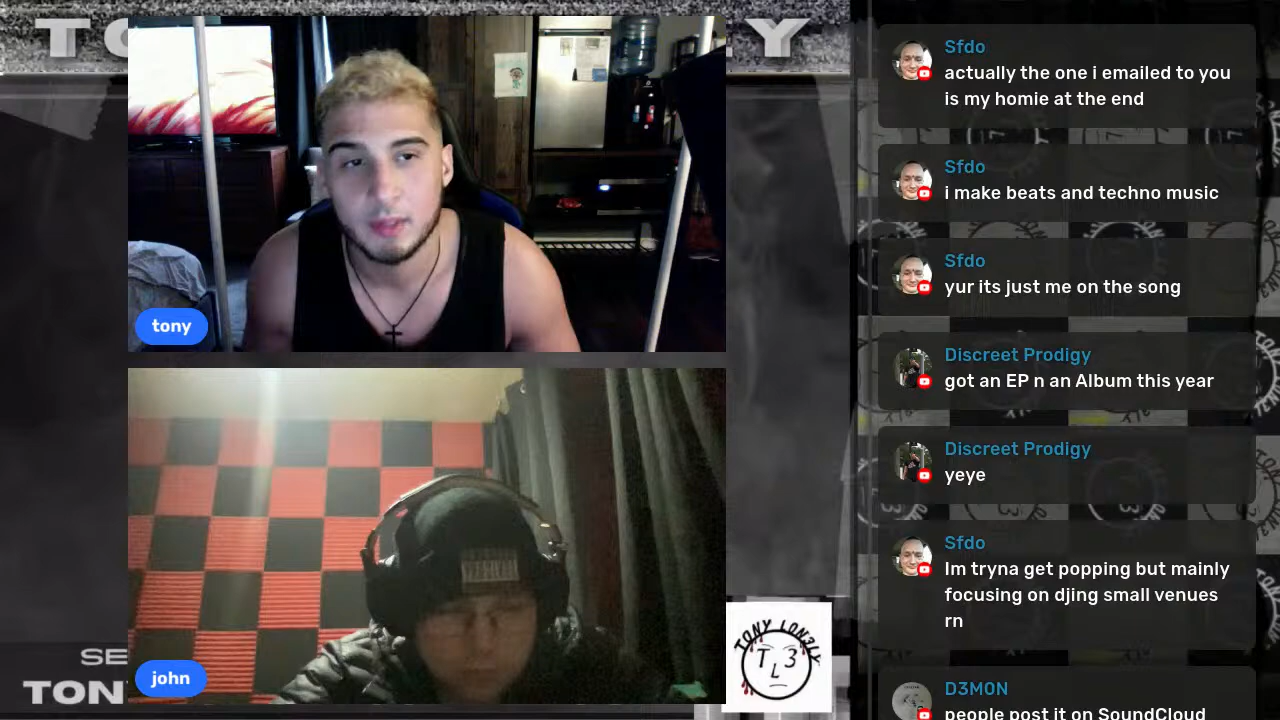 tony
john
TONY LON3LY
TL3
SE
TON
Sfdo
actually the one i emailed to you
is my homie at the end
Sfdo
i make beats and techno music
Sfdo
yur its just me on the song
Discreet Prodigy
got an EP n an Album this year
Discreet Prodigy
yeye
Sfdo
Im tryna get popping but mainly
focusing on djing small venues
rn
D3MON
people post it on SoundCloud